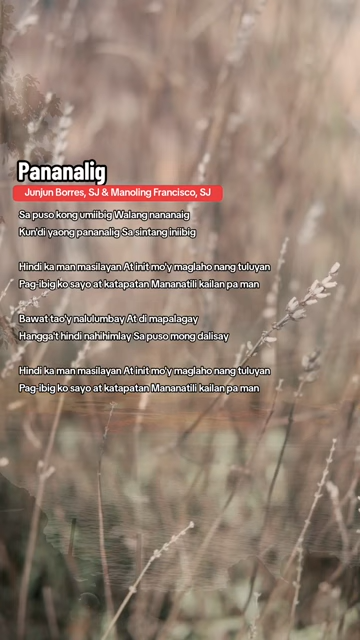 Pananalig
Junjun Borres, SJ & Manoling Francisco, SJ
Sa puso kong umiibig Walang nananaig
Kun'di yaong pananalig Sa sintang iniibig
Hindi ka man masilayan At init mo'y maglaho nang tuluyan
Pag-ibig ko sayo at katapatan Mananatili kailan pa man
Bawat tao'y nalulumbay At di mapalagay
Hangga't hindi nahihimlay Sa puso mong dalisay
Hindi ka man masilayan At init mo'y maglaho nang tuluyan
Pag-ibig ko sayo at katapatan Mananatili kailan pa man